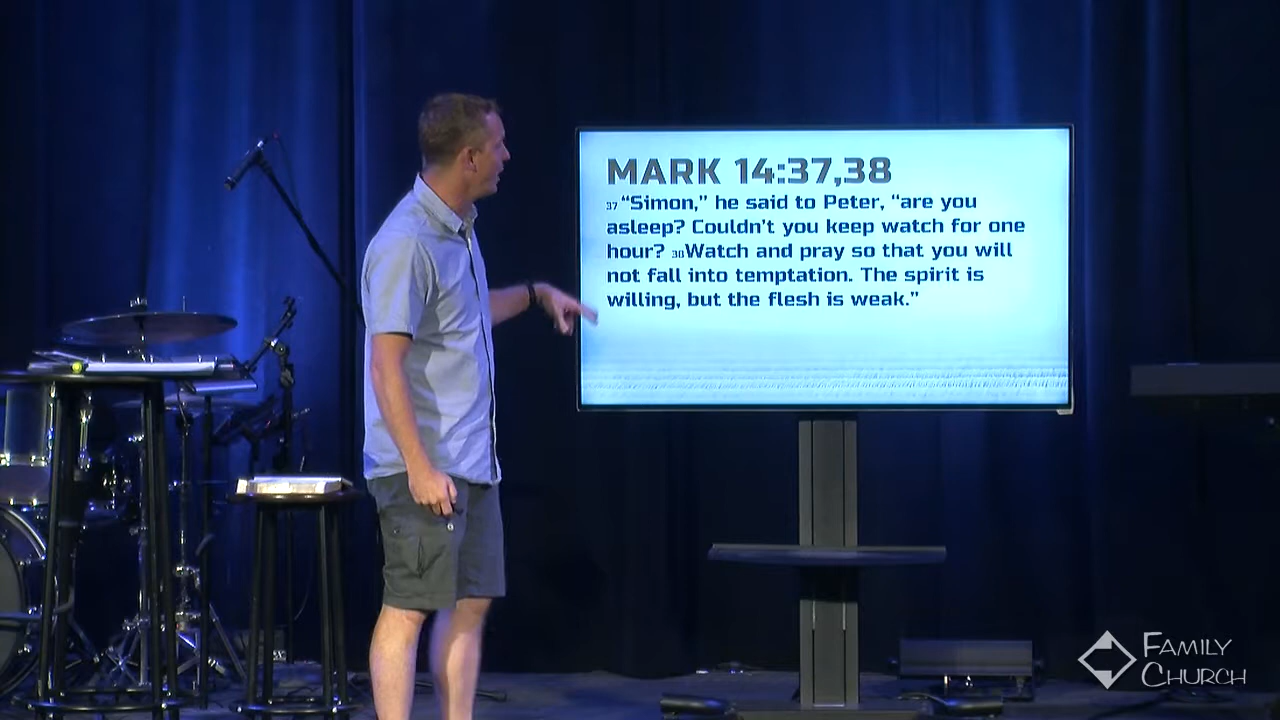 MARK 14:37,38
37 “Simon,” he said to Peter, “are you
asleep? Couldn’t you keep watch for one
hour? 38Watch and pray so that you will
not fall into temptation. The spirit is
willing, but the flesh is weak.”
FAMILY
CHURCH